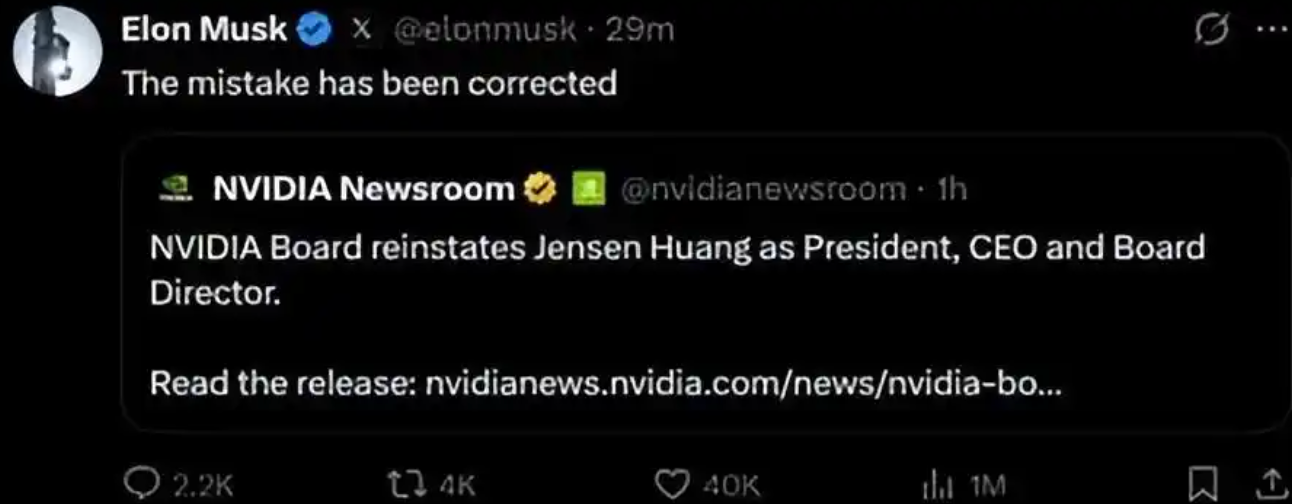 Elon Musk X @elonmusk · 29m
The mistake has been corrected
NVIDIA Newsroom @nvidianewsroom · 1h
NVIDIA Board reinstates Jensen Huang as President, CEO and Board
Director.
Read the release: nvidianews.nvidia.com/news/nvidia-bo...
2.2K 4K 40K 1M